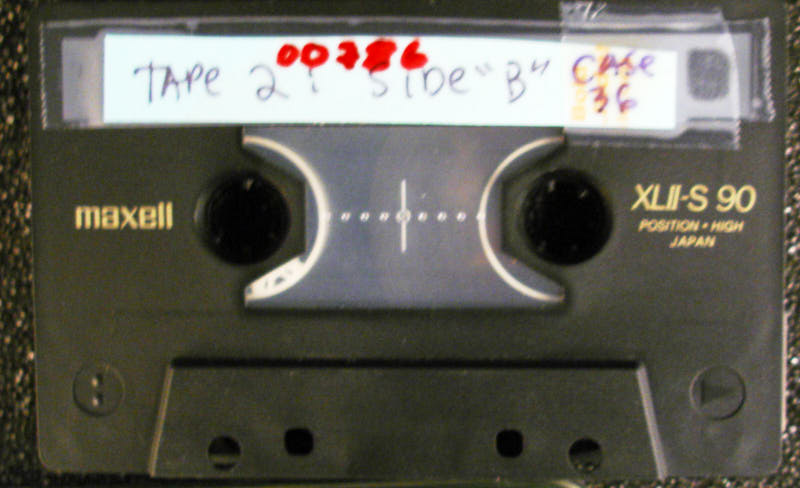 00786
TAPE 2: SIDE "B"
CASE
36
maxell
XLII-S 90
POSITION • HIGH
JAPAN